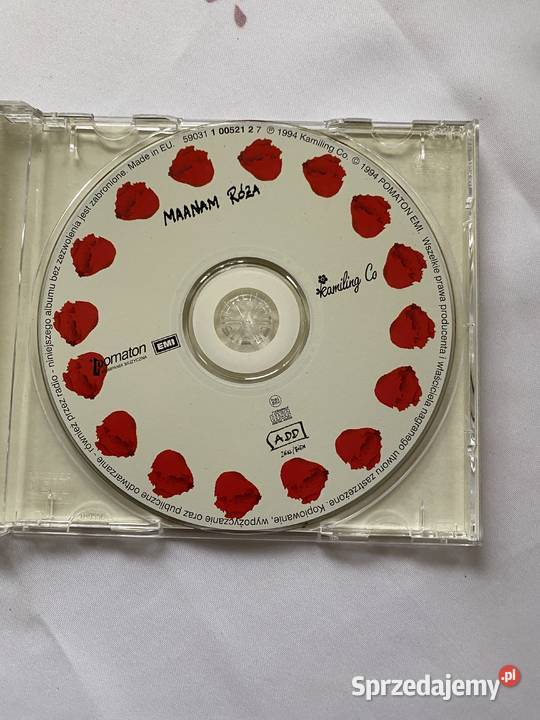 59031 1 00521 2 7 ℗ 1994 Kamiling Co. © 1994 POMATON EMI. Wszelkie prawa producenta i właściciela nagranego utworu zastrzeżone. Kopiowanie, wypożyczanie oraz publiczne odtwarzanie - również przez radio - niniejszego albumu bez zezwolenia jest zabronione. Made in EU.
MAANAM RÓŻA
Kamiling Co
pomaton EMI
ADD
Sprzedajemy.pl